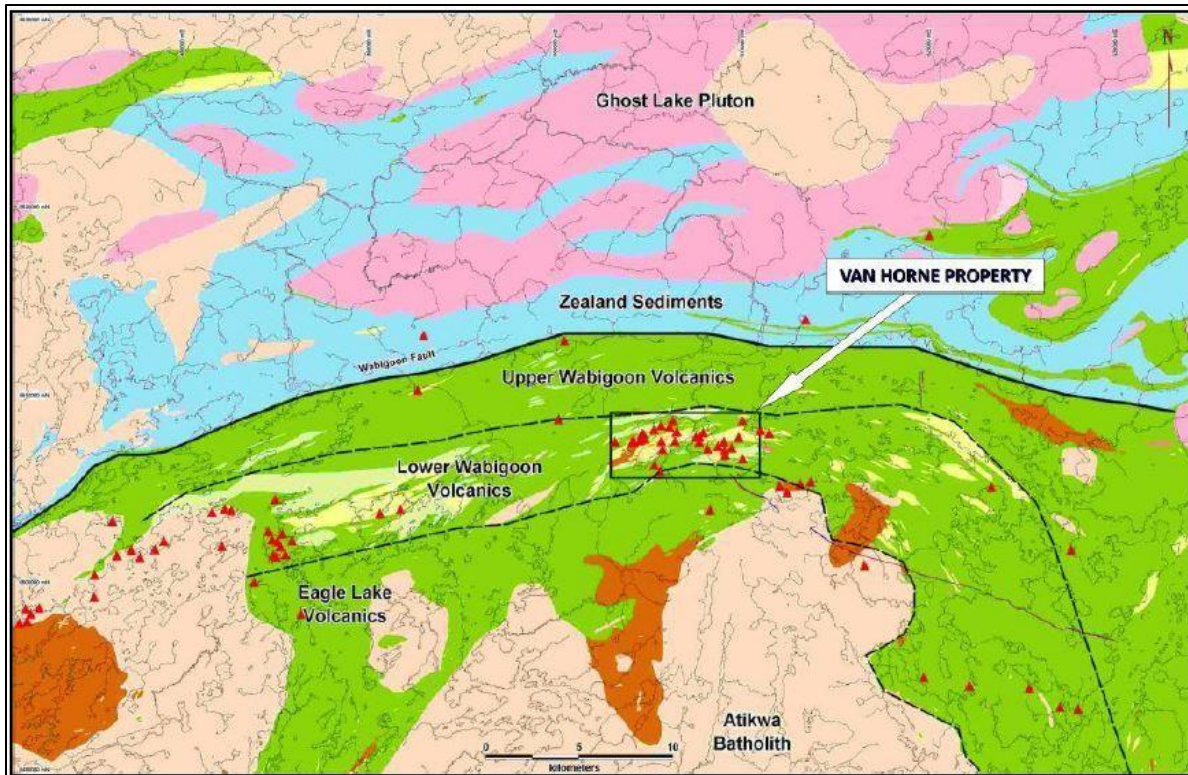 N
Ghost Lake Pluton
VAN HORNE PROPERTY
Zealand Sediments
Wabigoon Fault
Upper Wabigoon Volcanics
Lower Wabigoon
Volcanics
Eagle Lake
Volcanics
Atikwa
Batholith
0 5 10
kilometers